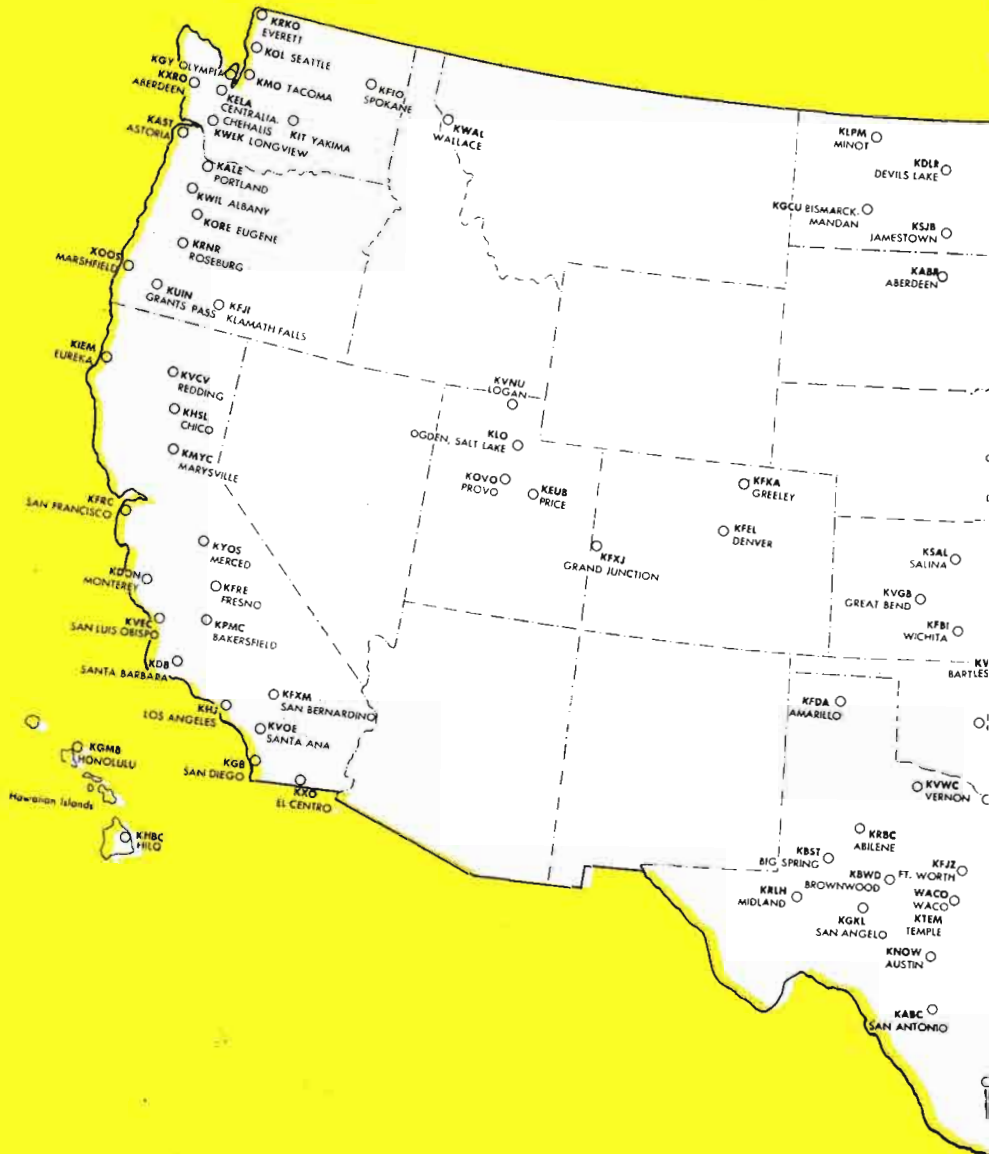 KRKO
EVERETT
KOL SEATTLE
KGY OLYMPIA
KXRO
ABERDEEN
KMO TACOMA
KELA
CENTRALIA.
CHEHALIS
KFIO
SPOKANE
KIT YAKIMA
KWLK LONGVIEW
KAST
ASTORIA
KWAL
WALLACE
KALE
PORTLAND
KWIL ALBANY
KORE EUGENE
KRNR
ROSEBURG
KOOS
MARSHFIELD
KUIN
GRANTS PASS
KFJI
KLAMATH FALLS
KLPM
MINOT
KDLR
DEVILS LAKE
KGCU BISMARCK.
MANDAN
KSJB
JAMESTOWN
KABR
ABERDEEN
KIEM
EUREKA
KVCV
REDDING
KHSL
CHICO
KMYC
MARYSVILLE
KVNU
LOGAN
KLO
OGDEN, SALT LAKE
KOVO
PROVO
KEUB
PRICE
KFKA
GREELEY
KFEL
DENVER
KFXJ
GRAND JUNCTION
KFRC
SAN FRANCISCO
KYOS
MERCED
KDON
MONTEREY
KFRE
FRESNO
KVEC
SAN LUIS OBISPO
KPMC
BAKERSFIELD
KDB
SANTA BARBARA
KSAL
SALINA
KVGB
GREAT BEND
KFBI
WICHITA
KV
BARTLES
KHJ
LOS ANGELES
KFXM
SAN BERNARDINO
KVOE
SANTA ANA
KGB
SAN DIEGO
KXO
EL CENTRO
KGMB
HONOLULU
Hawaiian Islands
KHBC
HILO
KFDA
AMARILLO
KVWC
VERNON
KRBC
ABILENE
KBST
BIG SPRING
KBWD
BROWNWOOD
KFJZ
FT. WORTH
KRLH
MIDLAND
WACO
WACO
KGKL
SAN ANGELO
KTEM
TEMPLE
KNOW
AUSTIN
KABC
SAN ANTONIO